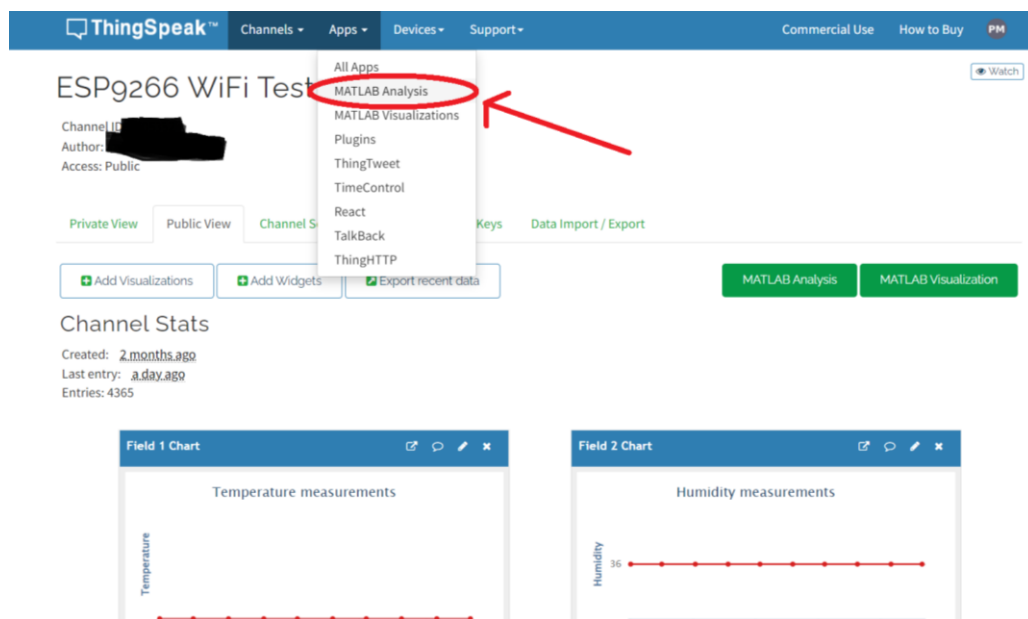 ThingSpeak™ Channels Apps Devices Support Commercial Use How to Buy PM
All Apps
Watch
ESP9266 WiFi Test
MATLAB Analysis
MATLAB Visualizations
Channel ID
Author:
Plugins
Access: Public
ThingTweet
TimeControl
React
TalkBack
ThingHTTP
Private View Public View Channel S Keys Data Import / Export
Add Visualizations Add Widgets Export recent data MATLAB Analysis MATLAB Visualization
Channel Stats
Created: 2 months ago
Last entry: a day ago
Entries: 4365
Field 1 Chart
Temperature measurements
Temperature
Field 2 Chart
Humidity measurements
Humidity
36